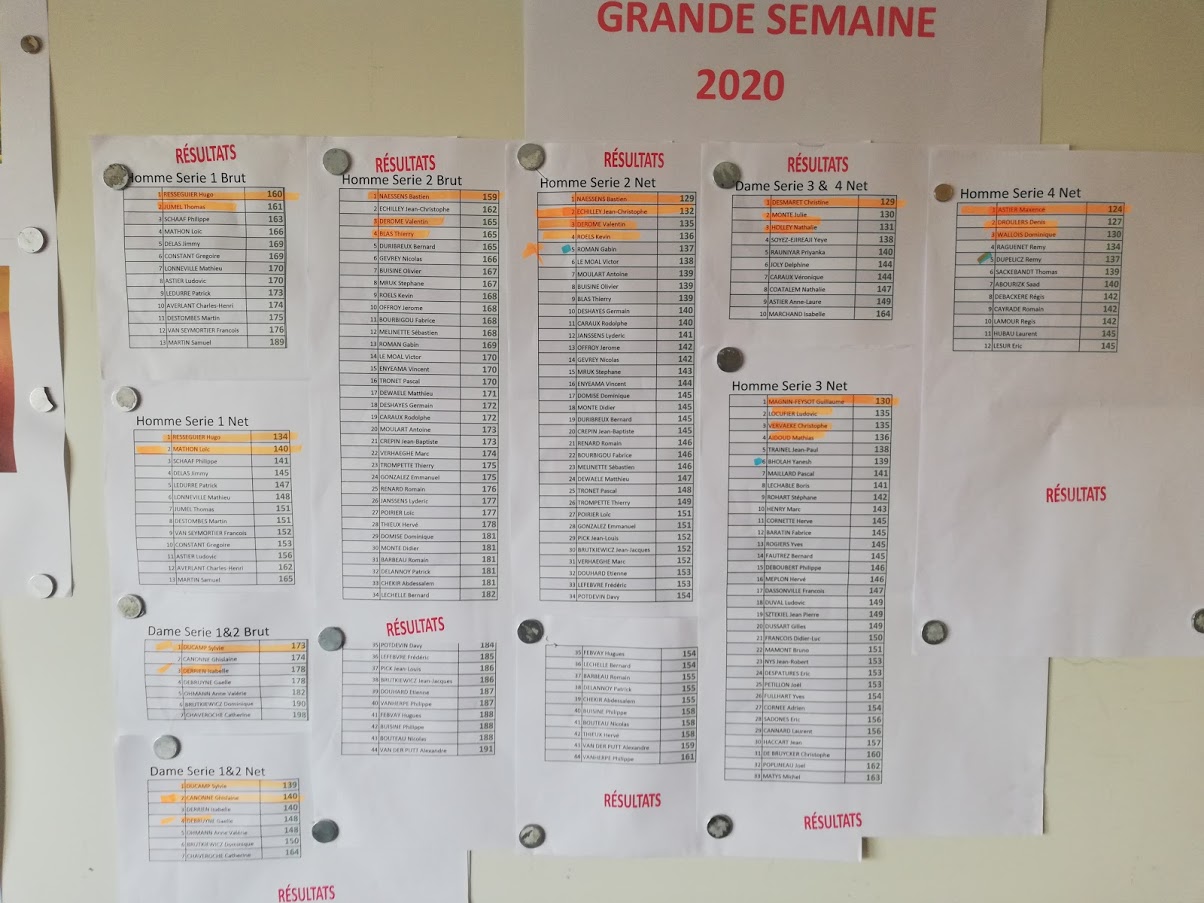 GRANDE SEMAINE
2020
RÉSULTATS
Homme Serie 1 Brut
1 RESSEGUIER Hugo 160
2 JUMEL Thomas 161
3 SCHAAF Philippe 163
4 MATHON Loïc 166
5 DELAS Jimmy 169
6 CONSTANT Gregoire 169
7 LONNEVILLE Mathieu 170
8 ASTIER Ludovic 170
9 LEDURRE Patrick 173
10 AVERLANT Charles-Henri 174
11 DESTOMBES Martin 175
12 VAN SEYMORTIER Francois 176
13 MARTIN Samuel 189
Homme Serie 1 Net
1 RESSEGUIER Hugo 134
2 MATHON Loïc 140
3 SCHAAF Philippe 141
4 DELAS Jimmy 145
5 LEDURRE Patrick 147
6 LONNEVILLE Mathieu 148
7 JUMEL Thomas 151
8 DESTOMBES Martin 151
9 VAN SEYMORTIER Francois 152
10 CONSTANT Gregoire 153
11 ASTIER Ludovic 156
12 AVERLANT Charles-Henri 162
13 MARTIN Samuel 165
Dame Serie 1&2 Brut
1 DUCAMP Sylvie 173
2 CANONNE Ghislaine 174
3 DERRIEN Isabelle 178
4 DEBRUYNE Gaelle 178
5 OHMANN Anne Valérie 182
6 BRUTKIEWICZ Dominique 190
7 CHAVEROCHE Catherine 198
Dame Serie 1&2 Net
1 DUCAMP Sylvie 139
2 CANONNE Ghislaine 140
3 DERRIEN Isabelle 140
4 DEBRUYNE Gaelle 148
5 OHMANN Anne Valérie 148
6 BRUTKIEWICZ Dominique 150
7 CHAVEROCHE Catherine 164
RÉSULTATS
RÉSULTATS
Homme Serie 2 Brut
1 NAESSENS Bastien 159
2 ECHILLEY Jean-Christophe 162
3 DEROME Valentin 165
4 BLAS Thierry 165
5 DURIBREUX Bernard 165
6 GEVREY Nicolas 166
7 BUISINE Olivier 167
8 MRUK Stephane 167
9 ROELS Kevin 168
10 OFFROY Jerome 168
11 BOURBIGOU Fabrice 168
12 MELINETTE Sébastien 168
13 ROMAN Gabin 169
14 LE MOAL Victor 170
15 ENYEAMA Vincent 170
16 TRONET Pascal 170
17 DEWAELE Matthieu 171
18 DESHAYES Germain 172
19 CARAUX Rodolphe 172
20 MOULART Antoine 173
21 CREPIN Jean-Baptiste 173
22 VERHAEGHE Marc 174
23 TROMPETTE Thierry 175
24 GONZALEZ Emmanuel 175
25 RENARD Romain 176
26 JANSSENS Lyderic 177
27 POIRIER Loïc 177
28 THIEUX Hervé 178
29 DOMISE Dominique 181
30 MONTE Didier 181
31 BARBEAU Romain 181
32 DELANNOY Patrick 181
33 CHEKIR Abdessalem 181
34 LECHELLE Bernard 182
RÉSULTATS
35 POTDEVIN Davy 184
36 LEFEBVRE Frédéric 185
37 PICK Jean-Louis 186
38 BRUTKIEWICZ Jean-Jacques 186
39 DOUHARD Etienne 187
40 VANHERPE Philippe 187
41 FEBVAY Hugues 188
42 BUISINE Philippe 188
43 BOUTEAU Nicolas 188
44 VAN DER PUTT Alexandre 191
RÉSULTATS
Homme Serie 2 Net
1 NAESSENS Bastien 129
2 ECHILLEY Jean-Christophe 132
3 DEROME Valentin 135
4 ROELS Kevin 136
5 ROMAN Gabin 137
6 LE MOAL Victor 138
7 MOULART Antoine 139
8 BUISINE Olivier 139
9 BLAS Thierry 139
10 DESHAYES Germain 140
11 CARAUX Rodolphe 140
12 JANSSENS Lyderic 141
13 OFFROY Jerome 142
14 GEVREY Nicolas 142
15 MRUK Stephane 143
16 ENYEAMA Vincent 144
17 DOMISE Dominique 145
18 MONTE Didier 145
19 DURIBREUX Bernard 145
20 CREPIN Jean-Baptiste 145
21 RENARD Romain 146
22 BOURBIGOU Fabrice 146
23 MELINETTE Sébastien 146
24 DEWAELE Matthieu 147
25 TRONET Pascal 148
26 TROMPETTE Thierry 149
27 POIRIER Loïc 151
28 GONZALEZ Emmanuel 151
29 PICK Jean-Louis 152
30 BRUTKIEWICZ Jean-Jacques 152
31 VERHAEGHE Marc 152
32 DOUHARD Etienne 153
33 LEFEBVRE Frédéric 153
34 POTDEVIN Davy 154
35 FEBVAY Hugues 154
36 LECHELLE Bernard 154
37 BARBEAU Romain 155
38 DELANNOY Patrick 155
39 CHEKIR Abdessalem 155
40 BUISINE Philippe 158
41 BOUTEAU Nicolas 158
42 THIEUX Hervé 158
43 VAN DER PUTT Alexandre 159
44 VANHERPE Philippe 161
RÉSULTATS
RÉSULTATS
Dame Serie 3 & 4 Net
1 DESMARET Christine 129
2 MONTE Julie 130
3 HOLLEY Nathalie 131
4 SOYEZ-EJIREAJI Yeye 138
5 RAUNIYAR Priyanka 140
6 JOLY Delphine 144
7 CARAUX Véronique 144
8 COATALEM Nathalie 147
9 ASTIER Anne-Laure 149
10 MARCHAND Isabelle 164
Homme Serie 3 Net
1 MAGNIN-FEYSOT Guillaume 130
2 LOCUFIER Ludovic 135
3 VERVAEKE Christophe 135
4 AIDOUD Mathias 136
5 TRAINEL Jean-Paul 138
6 BHOLAH Yanesh 139
7 MAILLARD Pascal 141
8 LECHABLE Boris 141
9 ROHART Stéphane 142
10 HENRY Marc 143
11 CORNETTE Herve 145
12 BARATIN Fabrice 145
13 ROGIERS Yves 145
14 FAUTREZ Bernard 145
15 DEBOUBERT Philippe 146
16 MEPLON Hervé 146
17 DASSONVILLE Francois 147
18 DUVAL Ludovic 149
19 SZTEKIEL Jean Pierre 149
20 DUSSART Gilles 149
21 FRANCOIS Didier-Luc 150
22 MAMONT Bruno 151
23 NYS Jean-Robert 153
24 DESPATURES Eric 153
25 PETILLON Joël 153
26 FULLHART Yves 154
27 CORNEE Adrien 154
28 SADONES Eric 156
29 CANNARD Laurent 156
30 HACCART Jean 157
31 DE BRUYCKER Christophe 160
32 POPLINEAU Joel 162
33 MATYS Michel 163
RÉSULTATS
Homme Serie 4 Net
1 ASTIER Maxence 124
2 DROULERS Denis 127
3 WALLOIS Dominique 130
4 RAGUENET Remy 134
5 DUPELICZ Remy 137
6 SACKEBANDT Thomas 139
7 ABOURIZK Saad 140
8 DEBACKERE Régis 142
9 CAYRADE Romain 142
10 LAMOUR Regis 142
11 HUBAU Laurent 145
12 LESUR Eric 145
RÉSULTATS